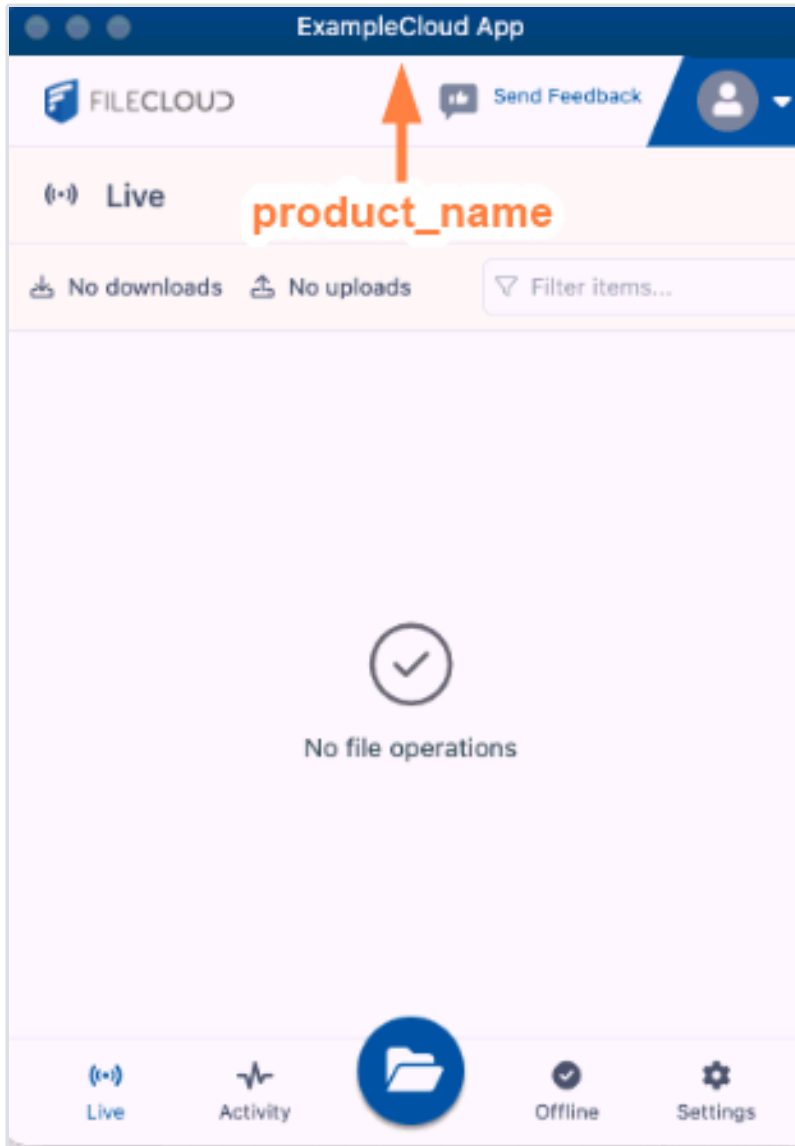 ExampleCloud App
FILECLOUD
Send Feedback
Live
product_name
No downloads
No uploads
Filter items...
No file operations
Live
Activity
Offline
Settings